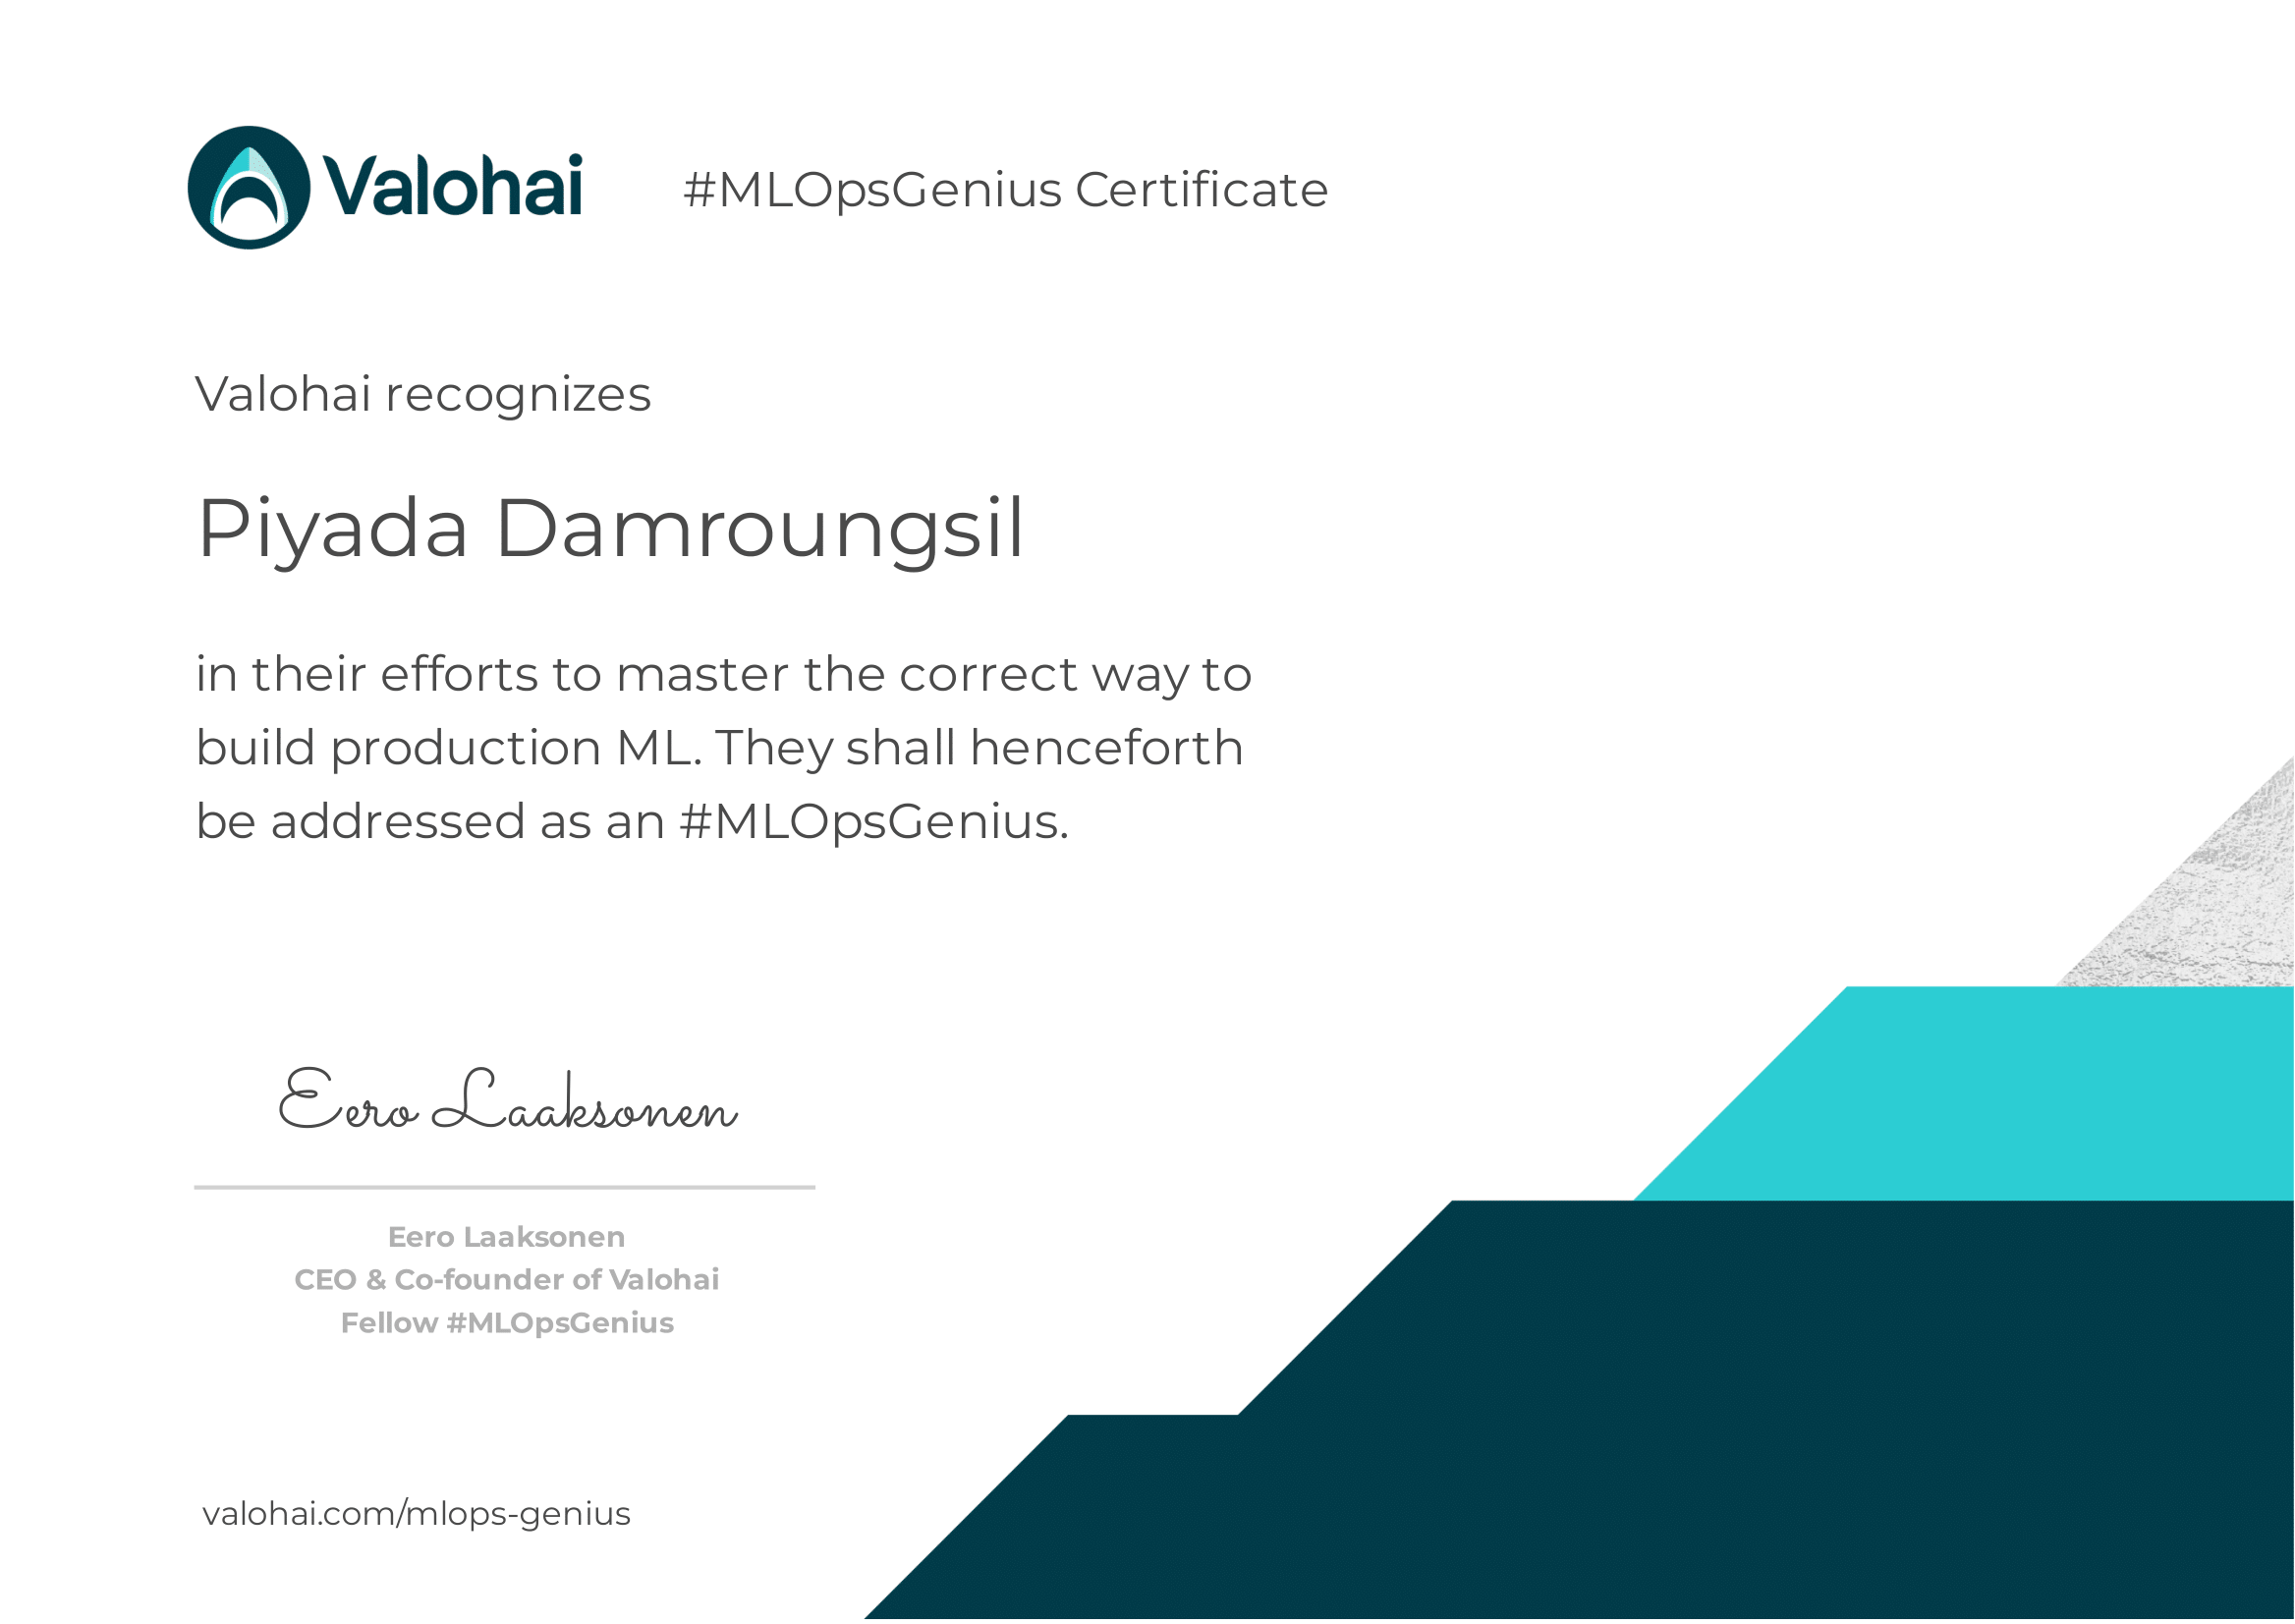 Valohai #MLOpsGenius Certificate
Valohai recognizes
Piyada Damroungsil
in their efforts to master the correct way to
build production ML. They shall henceforth
be addressed as an #MLOpsGenius.
Eero Laaksonen
Eero Laaksonen
CEO & Co-founder of Valohai
Fellow #MLOpsGenius
valohai.com/mlops-genius